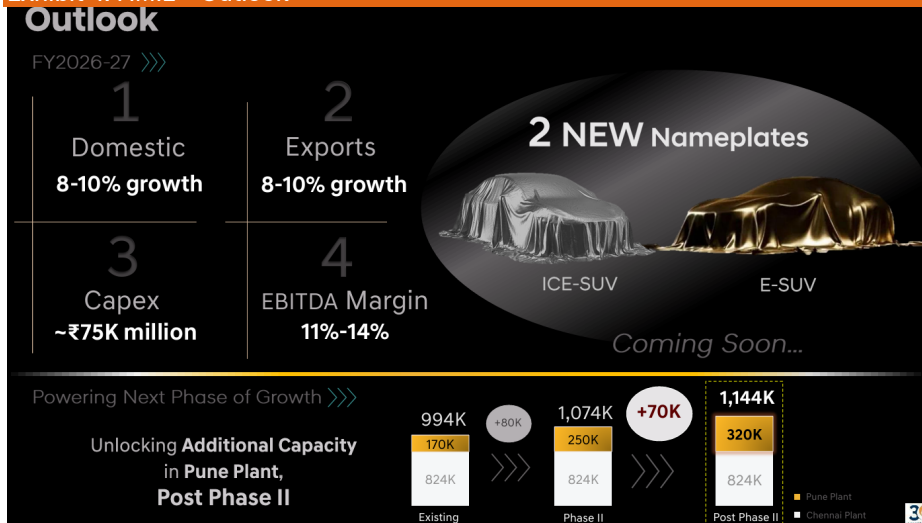 Outlook
FY2026-27 >>>
1
Domestic
8-10% growth
2
Exports
8-10% growth
3
Capex
~₹75K million
4
EBITDA Margin
11%-14%
2 NEW Nameplates
ICE-SUV
E-SUV
Coming Soon...
Powering Next Phase of Growth >>>
Unlocking Additional Capacity
in Pune Plant,
Post Phase II
994K
170K
824K
Existing
+80K
1,074K
250K
824K
Phase II
+70K
1,144K
320K
824K
Post Phase II
Pune Plant
Chennai Plant
3